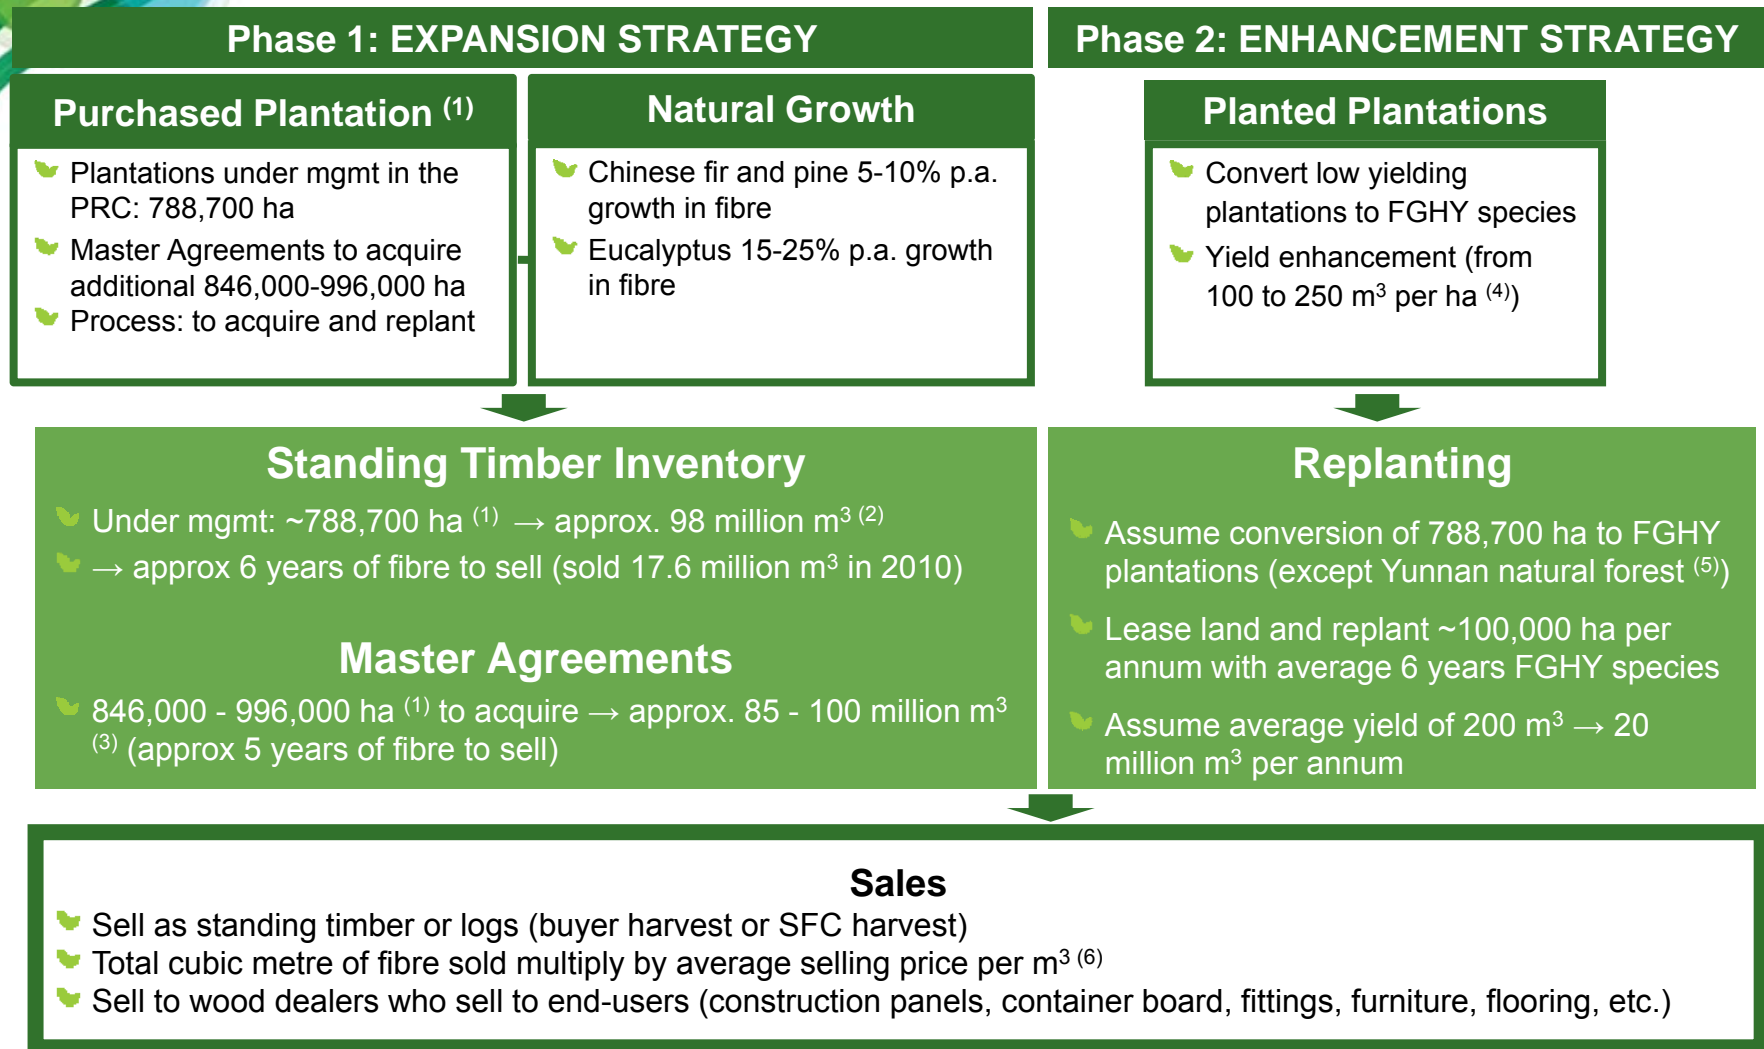 Phase 1: EXPANSION STRATEGY
Phase 2: ENHANCEMENT STRATEGY
Purchased Plantation (1)
Plantations under mgmt in the
PRC: 788,700 ha
Master Agreements to acquire
additional 846,000-996,000 ha
Process: to acquire and replant
Natural Growth
Chinese fir and pine 5-10% p.a.
growth in fibre
Eucalyptus 15-25% p.a. growth
in fibre
Planted Plantations
Convert low yielding
plantations to FGHY species
Yield enhancement (from
100 to 250 m³ per ha (4))
Standing Timber Inventory
Under mgmt: ~788,700 ha (1) → approx. 98 million m³ (2)
→ approx 6 years of fibre to sell (sold 17.6 million m³ in 2010)
Master Agreements
846,000 - 996,000 ha (1) to acquire → approx. 85 - 100 million m³
(3) (approx 5 years of fibre to sell)
Replanting
Assume conversion of 788,700 ha to FGHY
plantations (except Yunnan natural forest (5))
Lease land and replant ~100,000 ha per
annum with average 6 years FGHY species
Assume average yield of 200 m³ → 20
million m³ per annum
Sales
Sell as standing timber or logs (buyer harvest or SFC harvest)
Total cubic metre of fibre sold multiply by average selling price per m³ (6)
Sell to wood dealers who sell to end-users (construction panels, container board, fittings, furniture, flooring, etc.)